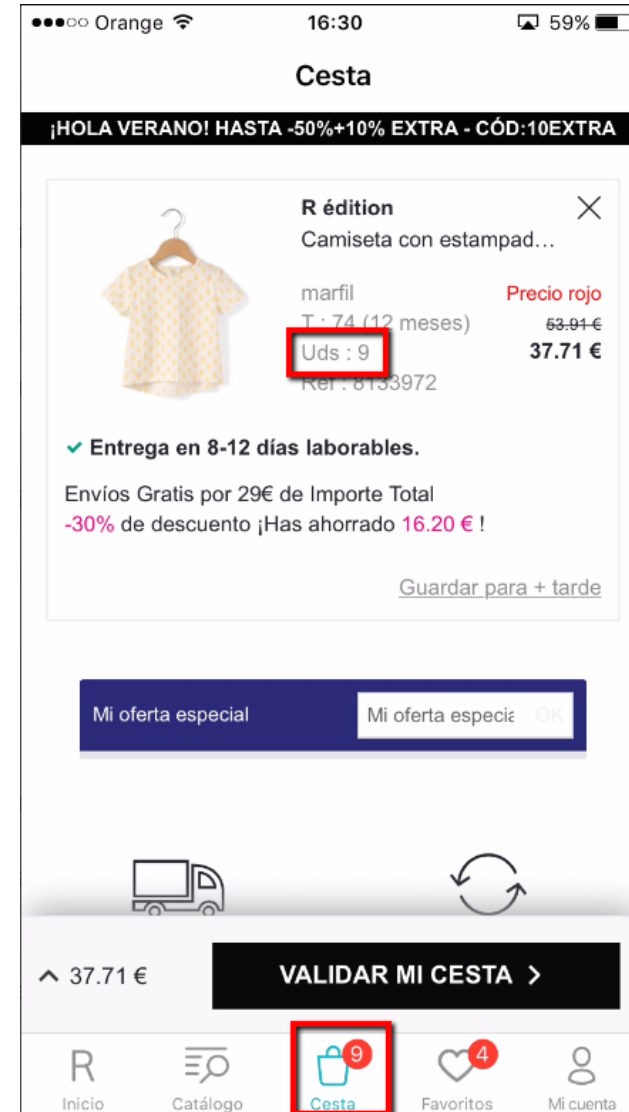 Orange 16:30 59%
Cesta
¡HOLA VERANO! HASTA -50%+10% EXTRA - CÓD:10EXTRA
R édition
Camiseta con estampad...
marfil Precio rojo
T : 74 (12 meses) 53.91 €
Uds : 9 37.71 €
Ref : 8133972
Entrega en 8-12 días laborables.
Envíos Gratis por 29€ de Importe Total
-30% de descuento ¡Has ahorrado 16.20 € !
Guardar para + tarde
Mi oferta especial Mi oferta especia OK
37.71 € VALIDAR MI CESTA
9 4
R
Inicio Catálogo Cesta Favoritos Mi cuenta